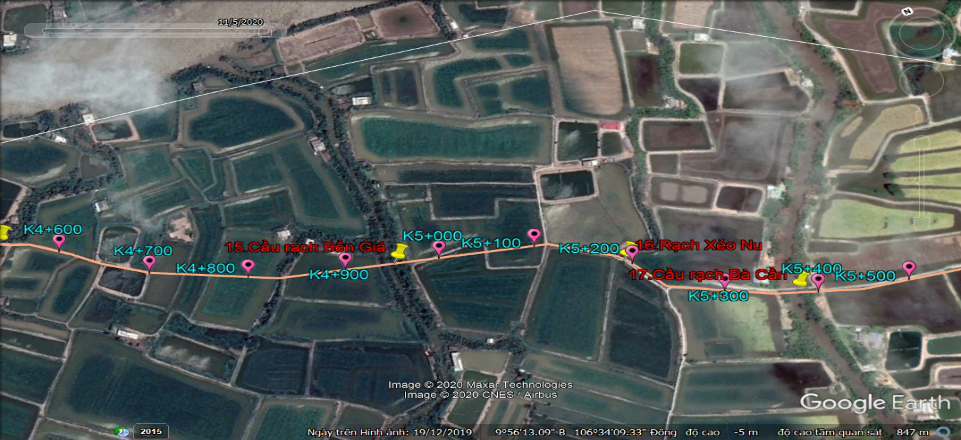 11/5/2020
N
K4+600
K4+700
K4+800
15.Cầu rạch Bến Giá
K4+900
K5+000
K5+100
K5+200
16.Rạch Xẻo Nu
17.Cầu rạch Bà Cần
K5+300
K5+400
K5+500
Image © 2020 Maxar Technologies
Image © 2020 CNES / Airbus
Google Earth
2015
Ngày trên Hình ảnh: 19/12/2019 9°56'13.09" B 106°34'09.33" Đông độ cao -5 m độ cao tầm quan sát 847 m